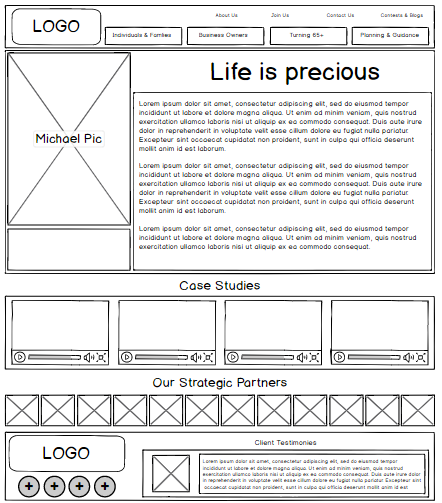 LOGO
About Us Join Us Contact Us Contests & Blogs
Individuals & Families Business Owners Turning 65+ Planning & Guidance
Life is precious
Michael Pic
Lorem ipsum dolor sit amet, consectetur adipiscing elit, sed do eiusmod tempor
incididunt ut labore et dolore magna aliqua. Ut enim ad minim veniam, quis nostrud
exercitation ullamco laboris nisi ut aliquip ex ea commodo consequat. Duis aute irure
dolor in reprehenderit in voluptate velit esse cillum dolore eu fugiat nulla pariatur.
Excepteur sint occaecat cupidatat non proident, sunt in culpa qui officia deserunt
mollit anim id est laborum.
Lorem ipsum dolor sit amet, consectetur adipiscing elit, sed do eiusmod tempor
incididunt ut labore et dolore magna aliqua. Ut enim ad minim veniam, quis nostrud
exercitation ullamco laboris nisi ut aliquip ex ea commodo consequat. Duis aute irure
dolor in reprehenderit in voluptate velit esse cillum dolore eu fugiat nulla pariatur.
Excepteur sint occaecat cupidatat non proident, sunt in culpa qui officia deserunt
mollit anim id est laborum.
Lorem ipsum dolor sit amet, consectetur adipiscing elit, sed do eiusmod tempor
incididunt ut labore et dolore magna aliqua. Ut enim ad minim veniam, quis nostrud
exercitation ullamco laboris nisi ut aliquip ex ea commodo consequat.
Case Studies
Our Strategic Partners
LOGO
Client Testimonies
Lorem ipsum dolor sit amet, consectetur adipiscing elit, sed do eiusmod tempor
incididunt ut labore et dolore magna aliqua. Ut enim ad minim veniam, quis nostrud
exercitation ullamco laboris nisi ut aliquip ex ea commodo consequat. Duis aute irure
dolor in reprehenderit in voluptate velit esse cillum dolore eu fugiat nulla pariatur.
Excepteur sint occaecat cupidatat non proident, sunt in culpa qui officia deserunt
mollit anim id est